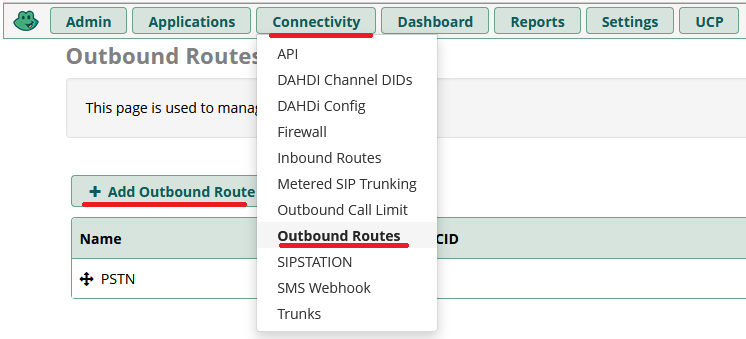 Admin Applications Connectivity Dashboard Reports Settings UCP
Outbound Routes
This page is used to manag
+ Add Outbound Route
Name CID
PSTN
API
DAHDI Channel DIDs
DAHDi Config
Firewall
Inbound Routes
Metered SIP Trunking
Outbound Call Limit
Outbound Routes
SIPSTATION
SMS Webhook
Trunks